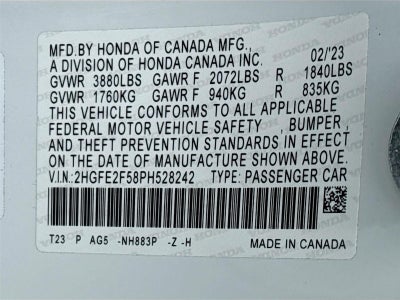 MFD.BY HONDA OF CANADA MFG.,
A DIVISION OF HONDA CANADA INC. 02/'23
GVWR 3880LBS GAWR F 2072LBS R 1840LBS
GVWR 1760KG GAWR F 940KG R 835KG
THIS VEHICLE CONFORMS TO ALL APPLICABLE
FEDERAL MOTOR VEHICLE SAFETY , BUMPER ,
AND THEFT PREVENTION STANDARDS IN EFFECT
ON THE DATE OF MANUFACTURE SHOWN ABOVE.
V.I.N:2HGFE2F58PH528242 TYPE: PASSENGER CAR
T23 P AG5 -NH883P -Z -H MADE IN CANADA